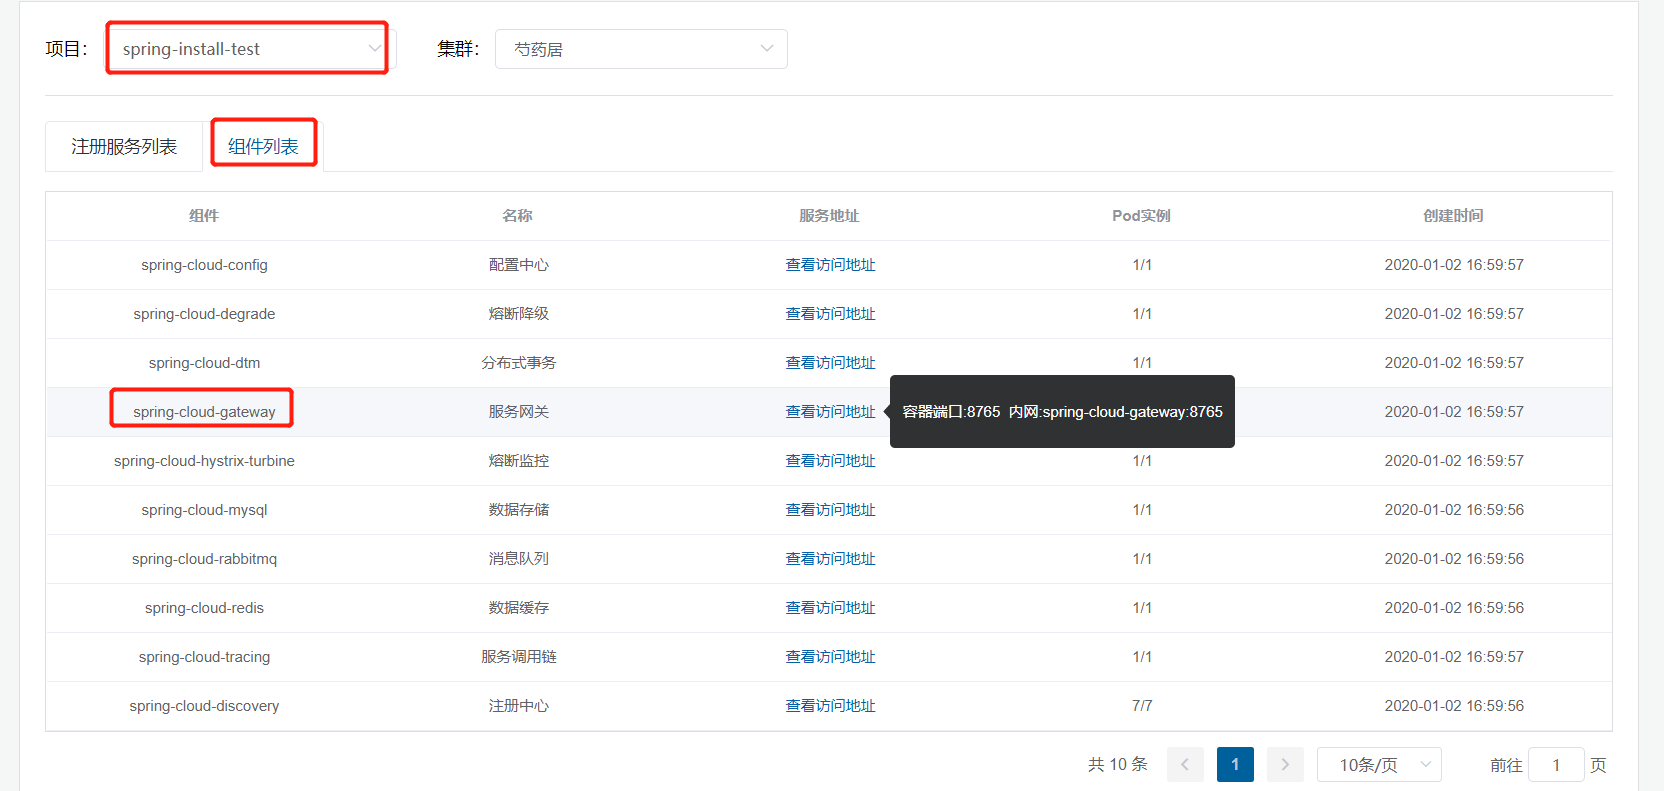 项目： spring-install-test 集群： 芍药居
注册服务列表 组件列表
组件 名称 服务地址 Pod实例 创建时间
spring-cloud-config 配置中心 查看访问地址 1/1 2020-01-02 16:59:57
spring-cloud-degrade 熔断降级 查看访问地址 1/1 2020-01-02 16:59:57
spring-cloud-dtm 分布式事务 查看访问地址 1/1 2020-01-02 16:59:57
spring-cloud-gateway 服务网关 查看访问地址 容器端口:8765 内网:spring-cloud-gateway:8765 2020-01-02 16:59:57
spring-cloud-hystrix-turbine 熔断监控 查看访问地址 1/1 2020-01-02 16:59:57
spring-cloud-mysql 数据存储 查看访问地址 1/1 2020-01-02 16:59:56
spring-cloud-rabbitmq 消息队列 查看访问地址 1/1 2020-01-02 16:59:56
spring-cloud-redis 数据缓存 查看访问地址 1/1 2020-01-02 16:59:56
spring-cloud-tracing 服务调用链 查看访问地址 1/1 2020-01-02 16:59:57
spring-cloud-discovery 注册中心 查看访问地址 7/7 2020-01-02 16:59:56
共 10 条 1 10条/页 前往 1 页